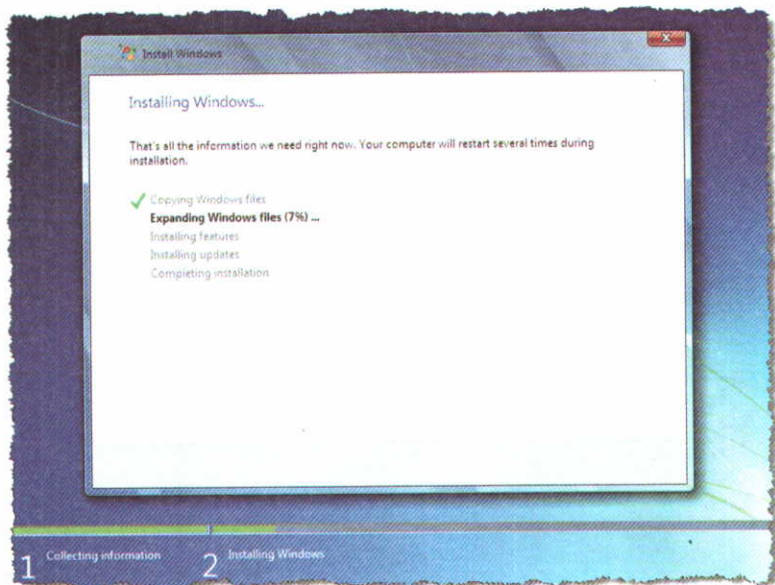 Install Windows
Installing Windows...
That's all the information we need right now. Your computer will restart several times during
installation.
Copying Windows files
Expanding Windows files (7%) ...
Installing features
Installing updates
Completing installation
1 Collecting information
2 Installing Windows